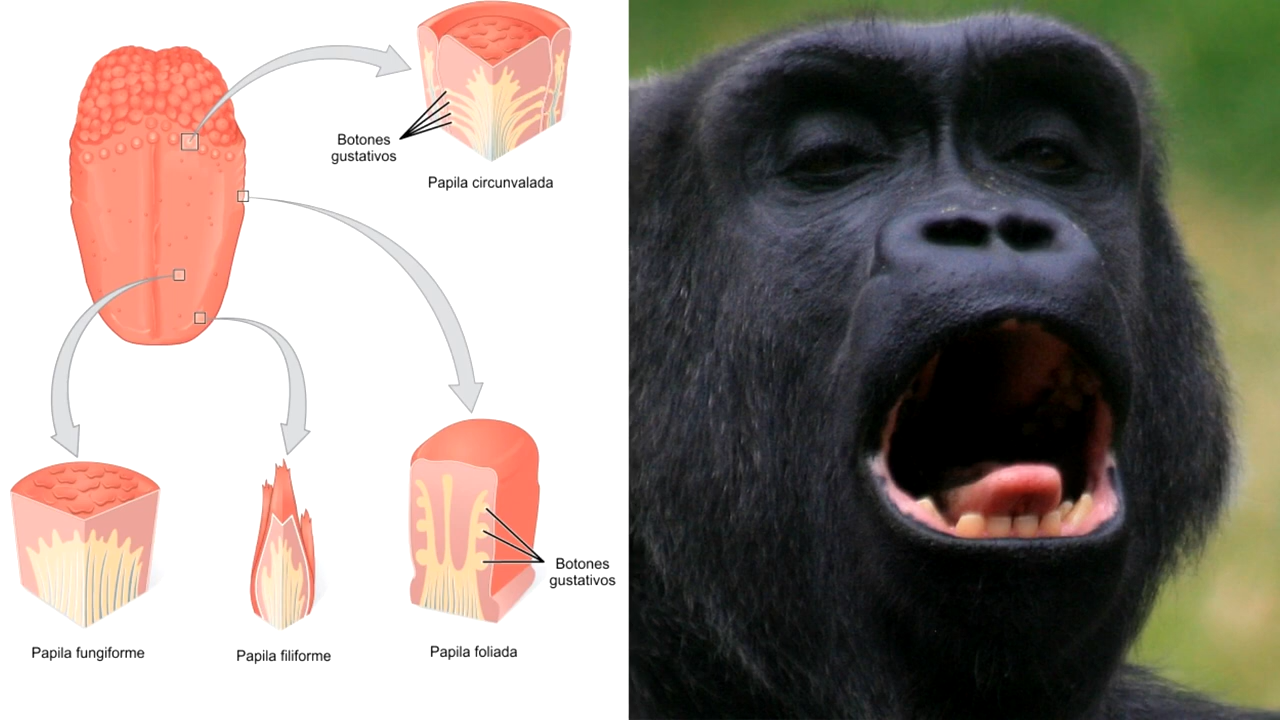 Botones
gustativos
Papila circunvalada
Botones
gustativos
Papila fungiforme
Papila filiforme
Papila foliada